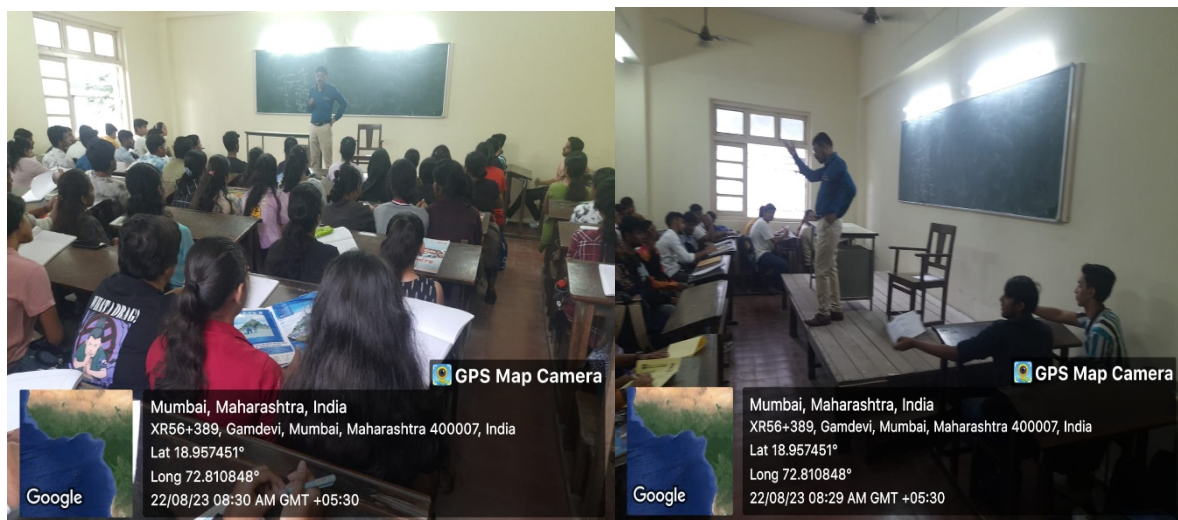 WHAT A DRAG!
GPS Map Camera
Mumbai, Maharashtra, India
XR56+389, Gamdevi, Mumbai, Maharashtra 400007, India
Lat 18.957451°
Long 72.810848°
22/08/23 08:30 AM GMT +05:30
Google
GPS Map Camera
Mumbai, Maharashtra, India
XR56+389, Gamdevi, Mumbai, Maharashtra 400007, India
Lat 18.957451°
Long 72.810848°
22/08/23 08:29 AM GMT +05:30
Google